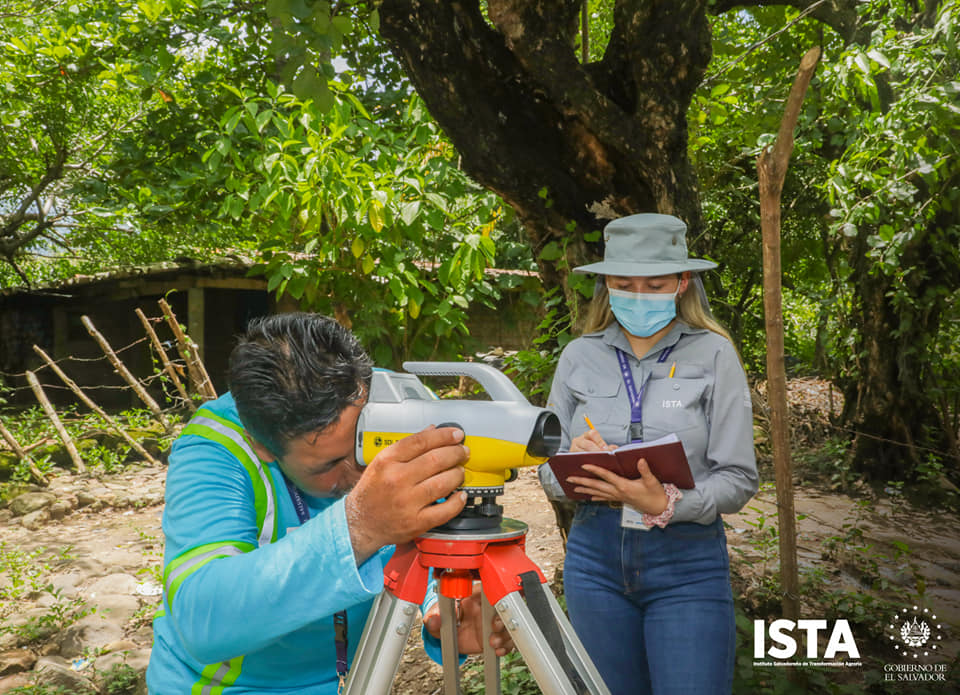 ISTA
ISTA
Instituto Salvadoreño de Transformación Agraria
GOBIERNO DE
EL SALVADOR